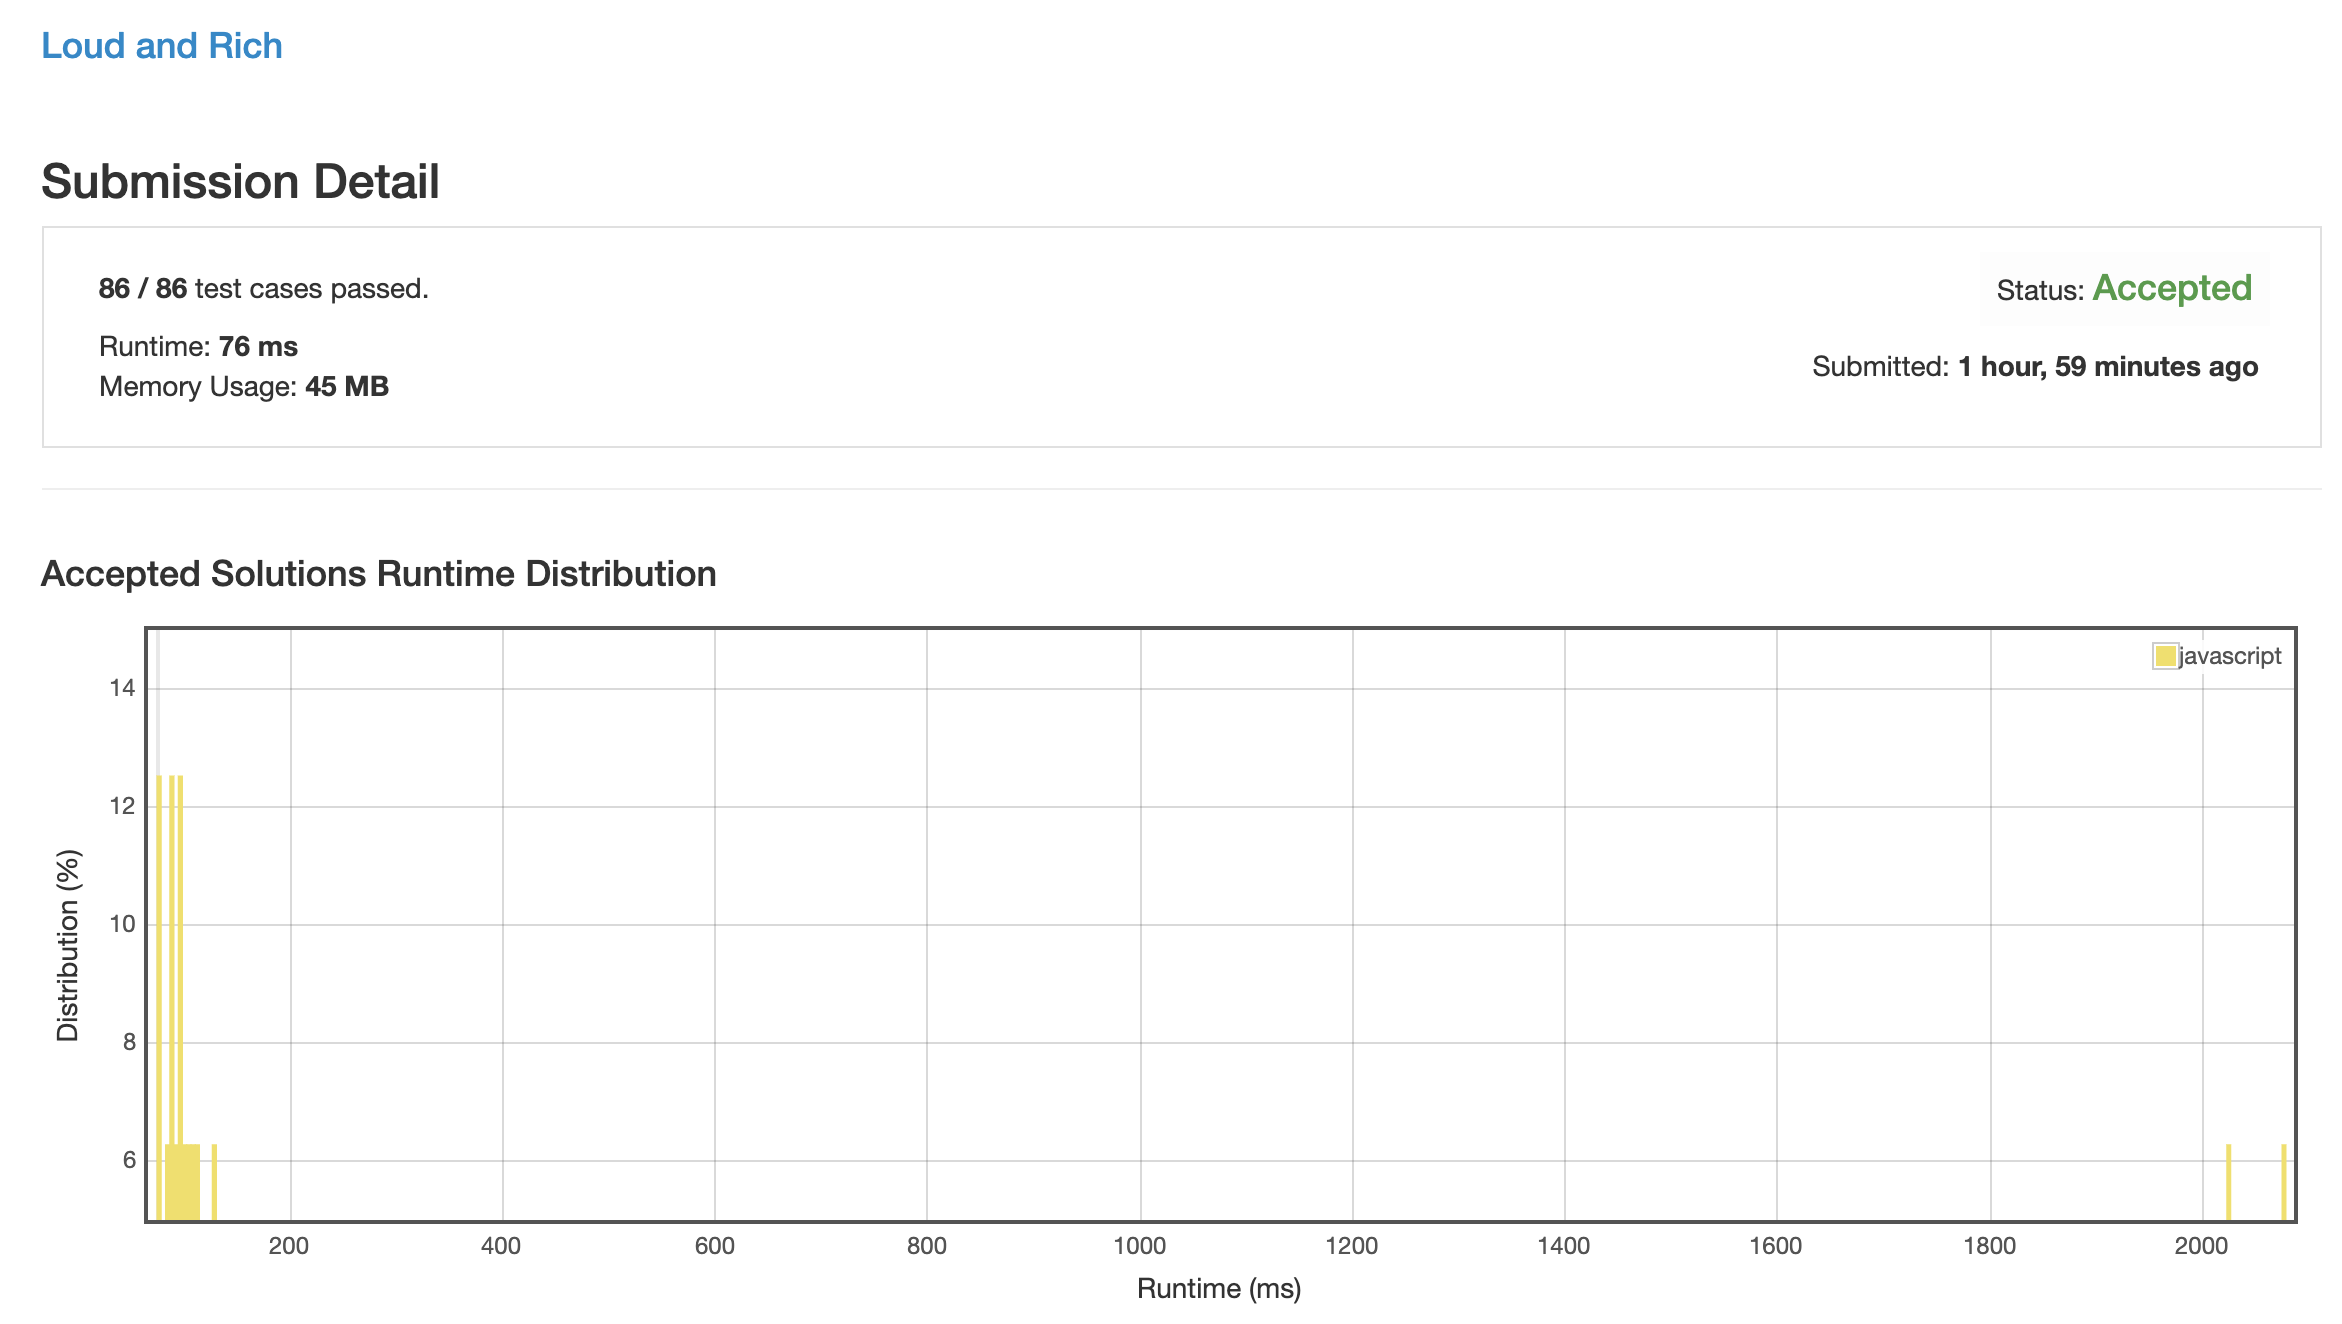 Loud and Rich
Submission Detail
86 / 86 test cases passed.
Status: Accepted
Runtime: 76 ms
Memory Usage: 45 MB
Submitted: 1 hour, 59 minutes ago
Accepted Solutions Runtime Distribution
javascript
14
12
10
8
6
Distribution (%)
200 400 600 800 1000 1200 1400 1600 1800 2000
Runtime (ms)